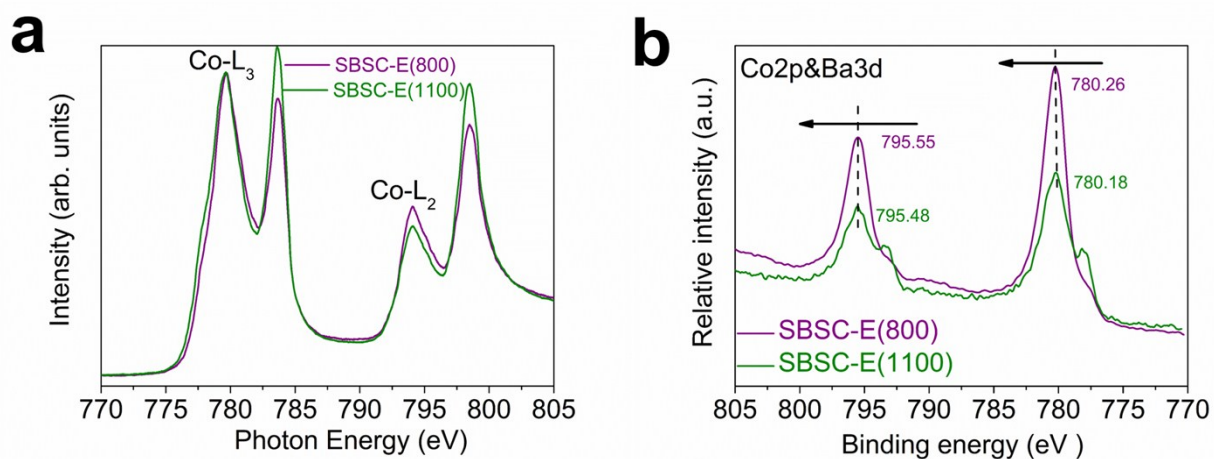 a
Co-L3
SBSC-E(800)
SBSC-E(1100)
Co-L2
Intensity (arb. units)
770 775 780 785 790 795 800 805
Photon Energy (eV)
b
Co2p&Ba3d
780.26
795.55
780.18
795.48
SBSC-E(800)
SBSC-E(1100)
Relative intensity (a.u.)
805 800 795 790 785 780 775 770
Binding energy (eV )